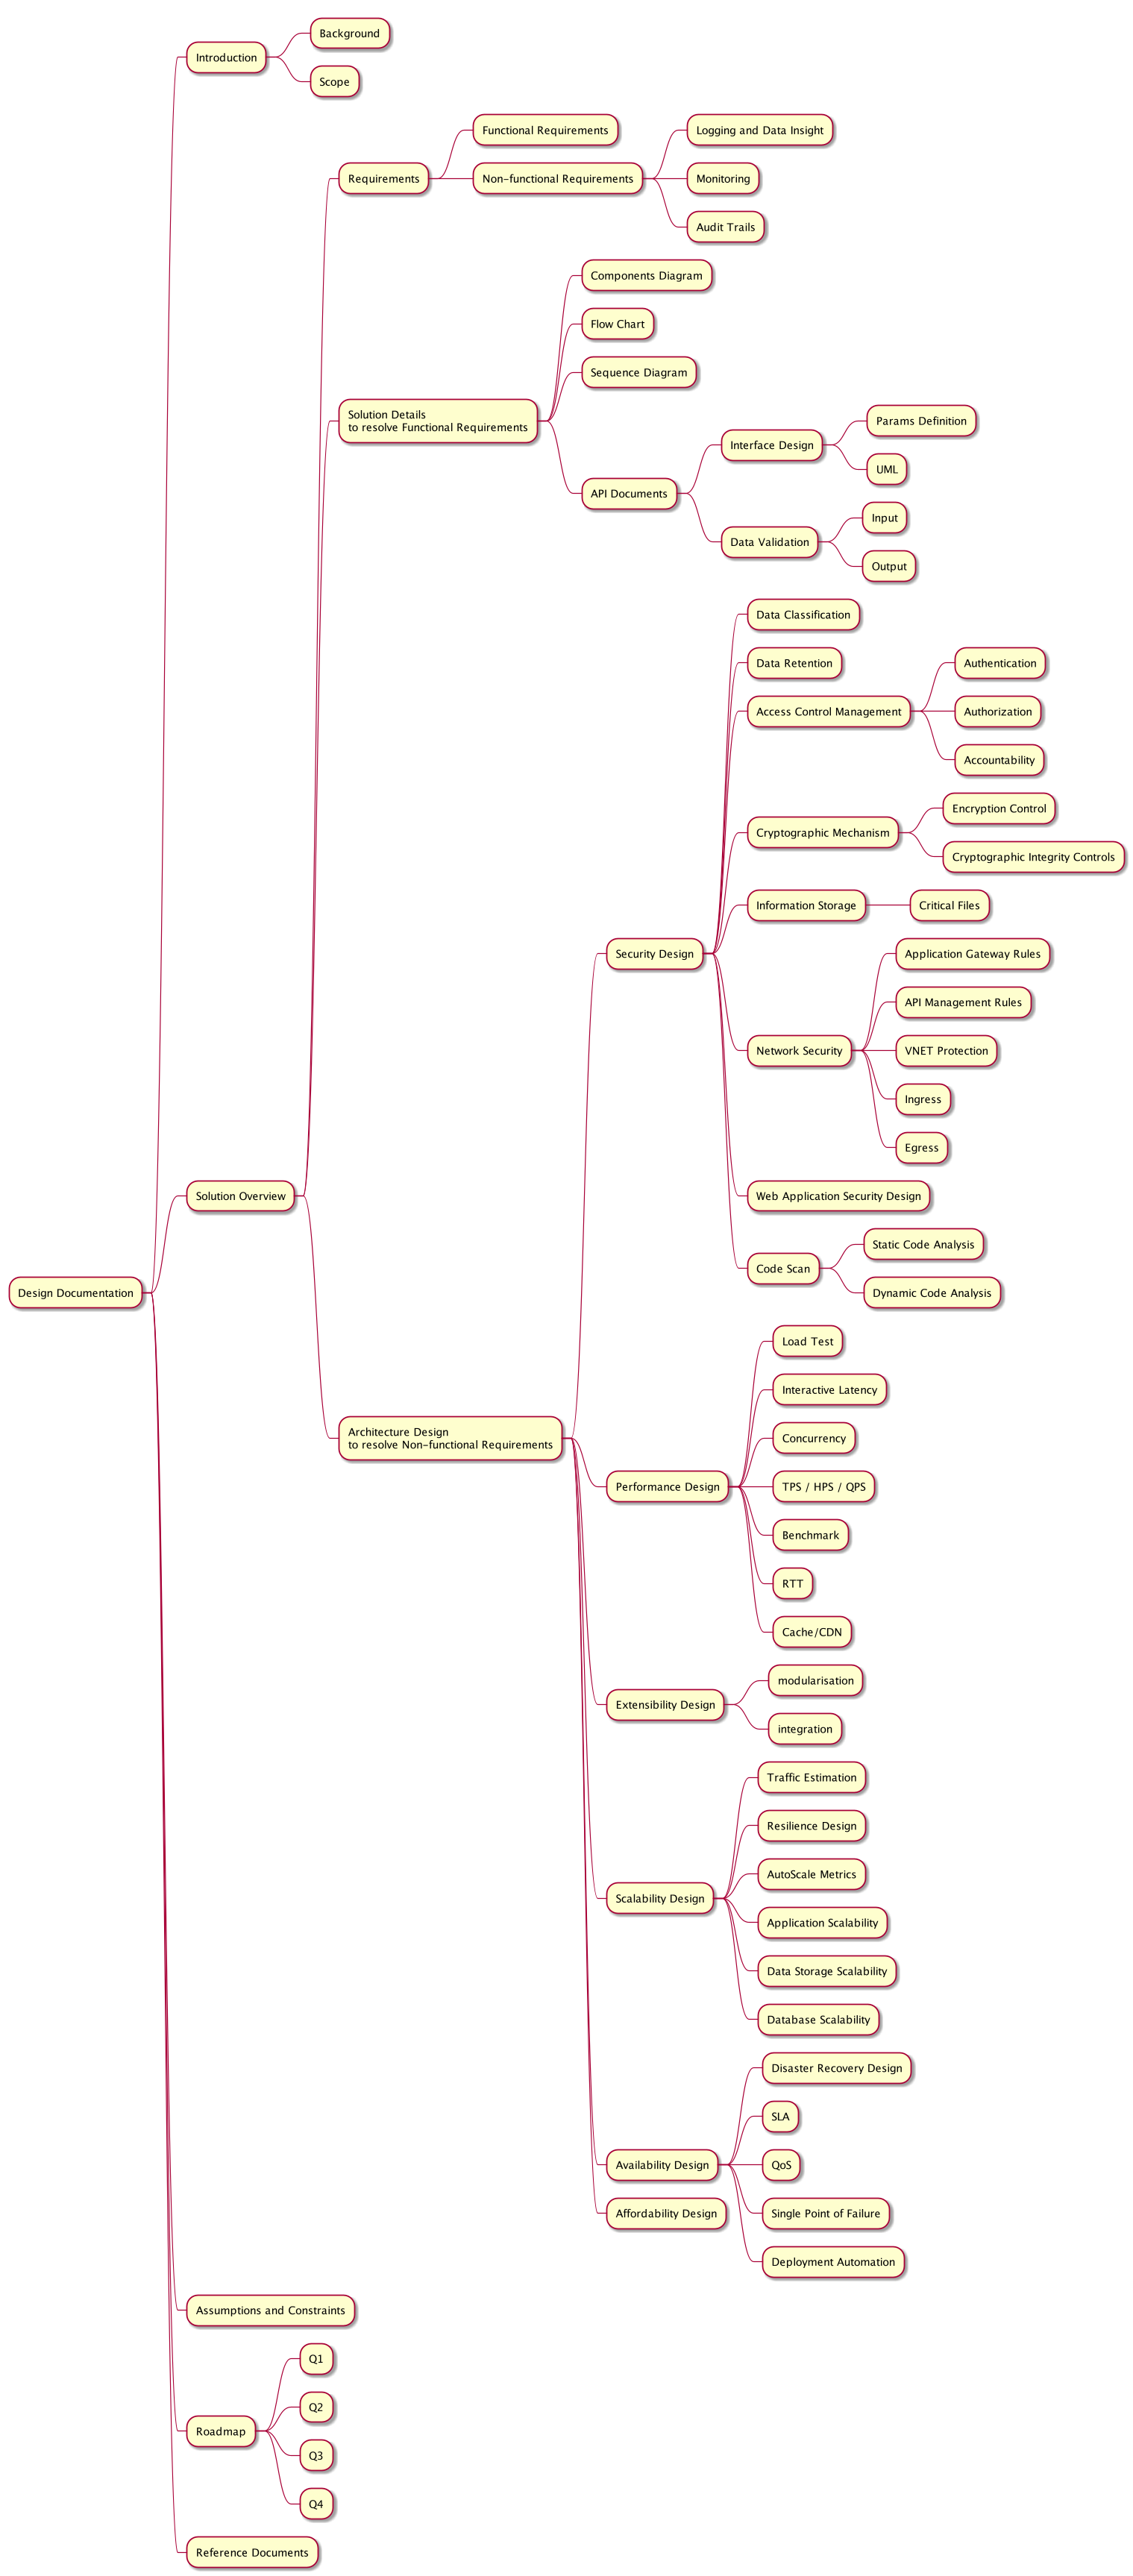 Design Documentation
Introduction
Background
Scope
Solution Overview
Requirements
Functional Requirements
Non-functional Requirements
Logging and Data Insight
Monitoring
Audit Trails
Solution Details
to resolve Functional Requirements
Components Diagram
Flow Chart
Sequence Diagram
API Documents
Interface Design
Params Definition
UML
Data Validation
Input
Output
Architecture Design
to resolve Non-functional Requirements
Security Design
Data Classification
Data Retention
Access Control Management
Authentication
Authorization
Accountability
Cryptographic Mechanism
Encryption Control
Cryptographic Integrity Controls
Information Storage
Critical Files
Network Security
Application Gateway Rules
API Management Rules
VNET Protection
Ingress
Egress
Web Application Security Design
Code Scan
Static Code Analysis
Dynamic Code Analysis
Performance Design
Load Test
Interactive Latency
Concurrency
TPS / HPS / QPS
Benchmark
RTT
Cache/CDN
Extensibility Design
modularisation
integration
Scalability Design
Traffic Estimation
Resilience Design
AutoScale Metrics
Application Scalability
Data Storage Scalability
Database Scalability
Availability Design
Disaster Recovery Design
SLA
QoS
Single Point of Failure
Deployment Automation
Affordability Design
Assumptions and Constraints
Roadmap
Q1
Q2
Q3
Q4
Reference Documents